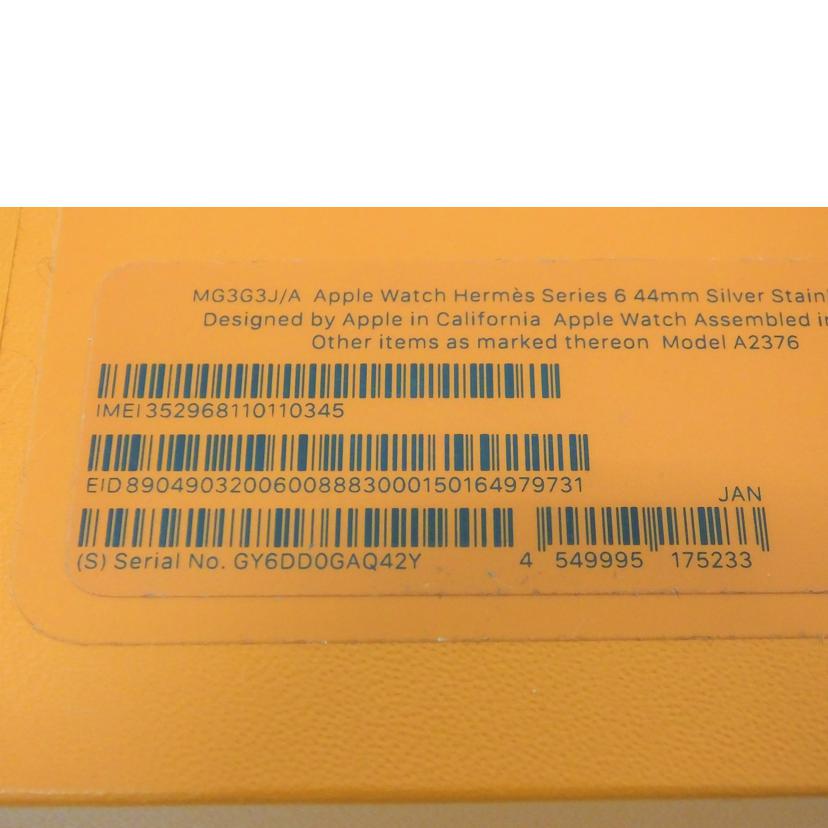 MG3G3J/A Apple Watch Hermès Series 6 44mm Silver
Designed by Apple in California Apple Watch Assembled
Other items as marked thereon Model A2376
IMEI 352968110110345
EID 89049032006008883000150164979731
JAN
(S) Serial No. GY6DD0GAQ42Y
4 549995 175233